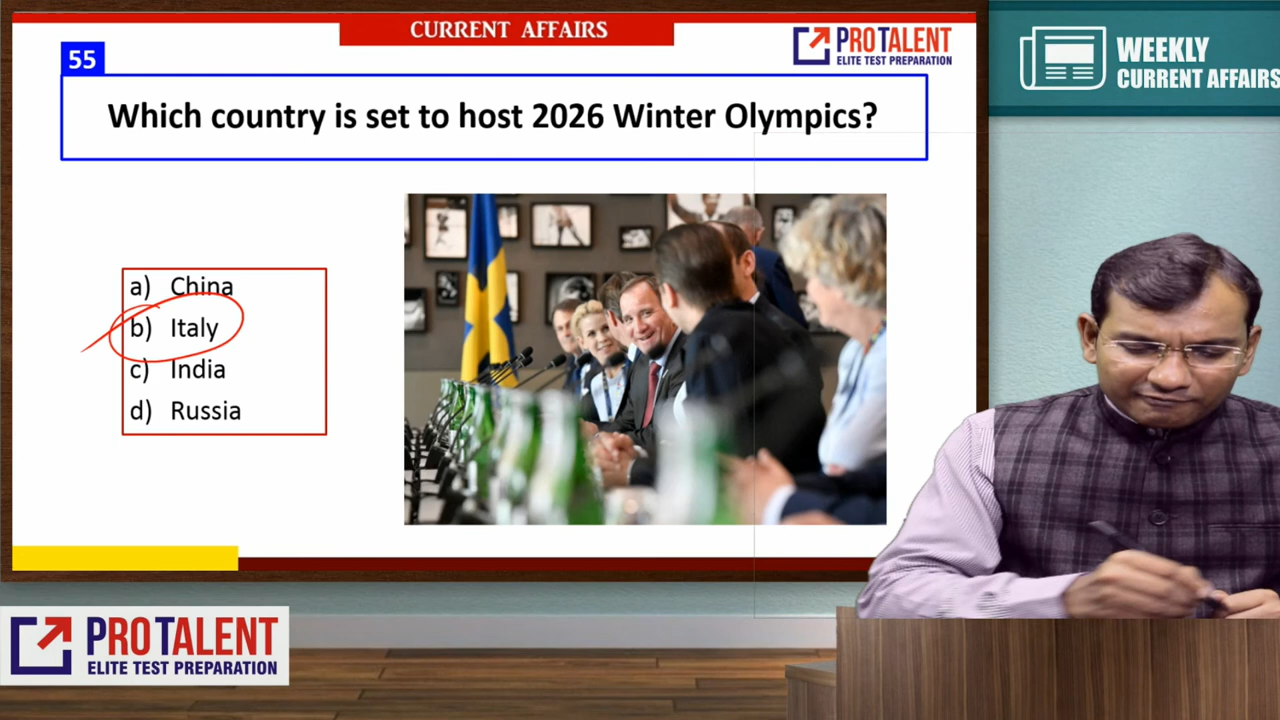 CURRENT AFFAIRS
PROTALENT
ELITE TEST PREPARATION
WEEKLY
CURRENT AFFAIRS
55
Which country is set to host 2026 Winter Olympics?
a) China
b) Italy
c) India
d) Russia
PROTALENT
ELITE TEST PREPARATION